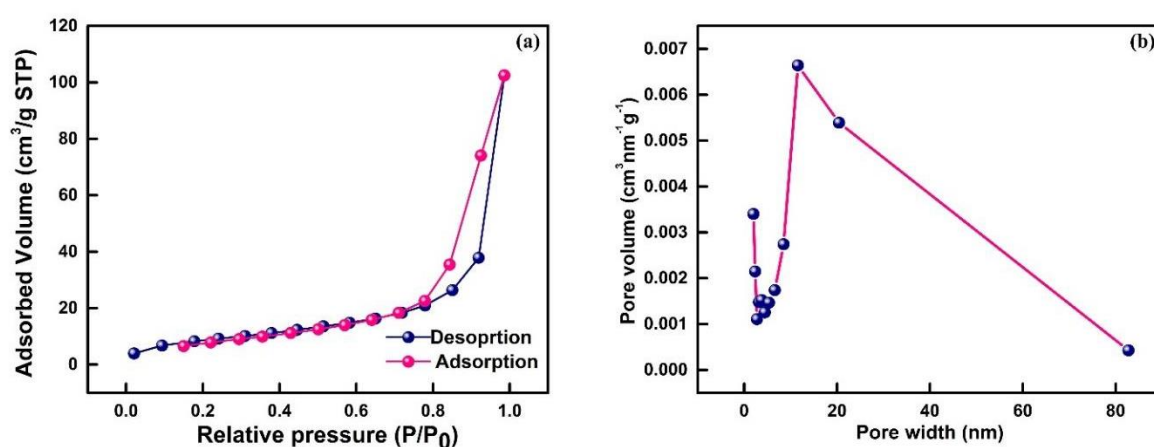 (a)
Adsorbed Volume (cm³/g STP)
120
100
80
60
40
20
0
Desoprtion
Adsorption
0.0 0.2 0.4 0.6 0.8 1.0
Relative pressure (P/P₀)
(b)
Pore volume (cm³nm⁻¹g⁻¹)
0.007
0.006
0.005
0.004
0.003
0.002
0.001
0.000
0 20 40 60 80
Pore width (nm)